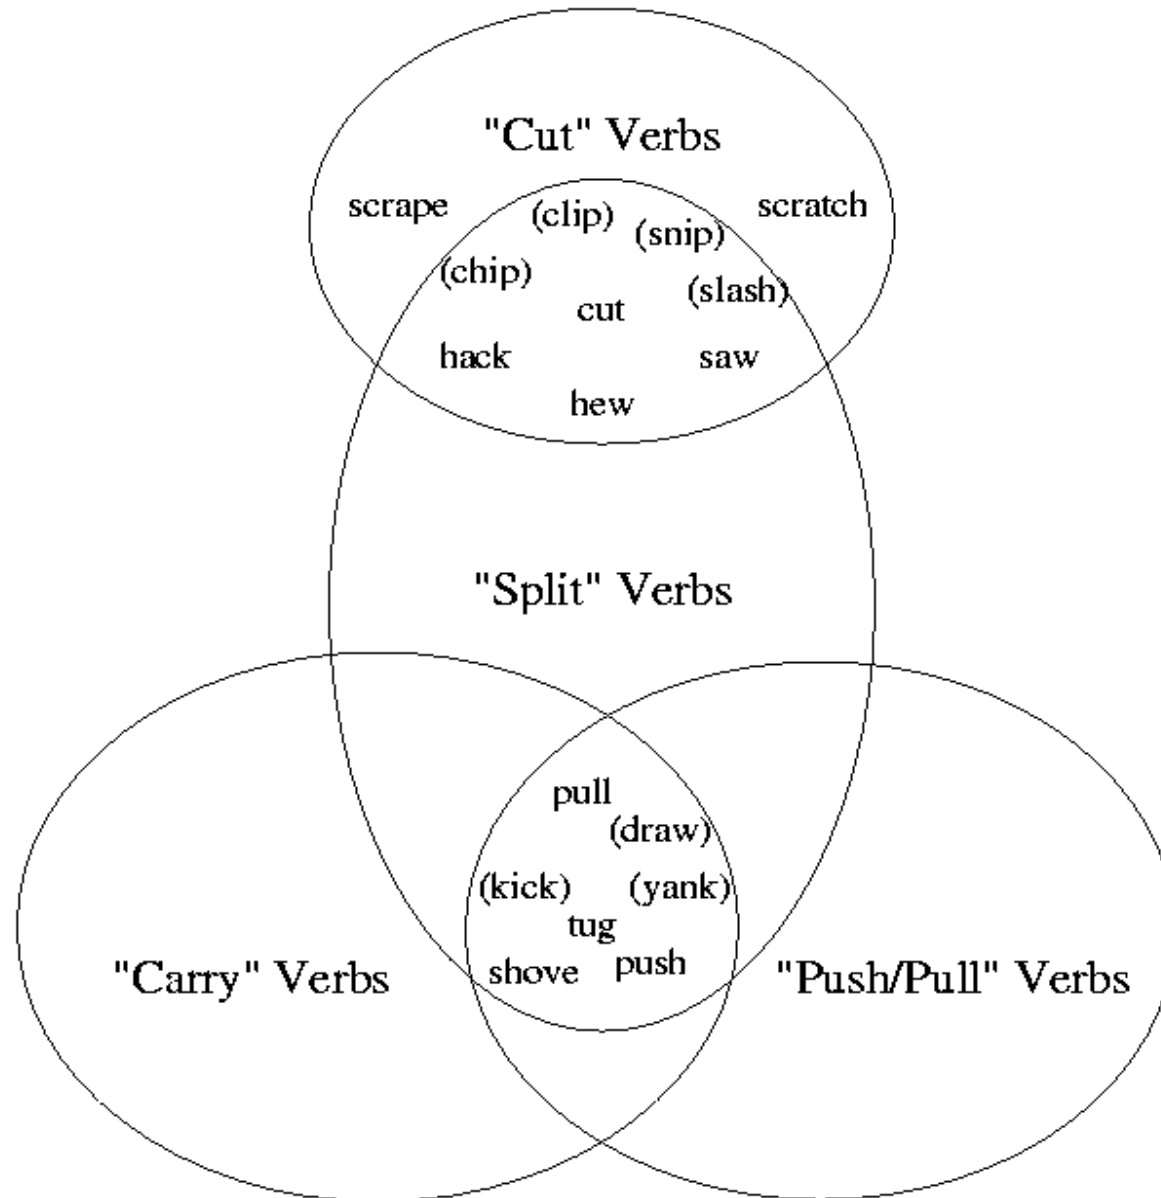 "Cut" Verbs
scrape
(clip)
(snip)
scratch
(chip)
(slash)
cut
hack
saw
hew
"Split" Verbs
pull
(draw)
(kick)
(yank)
tug
shove
push
"Carry" Verbs
"Push/Pull" Verbs